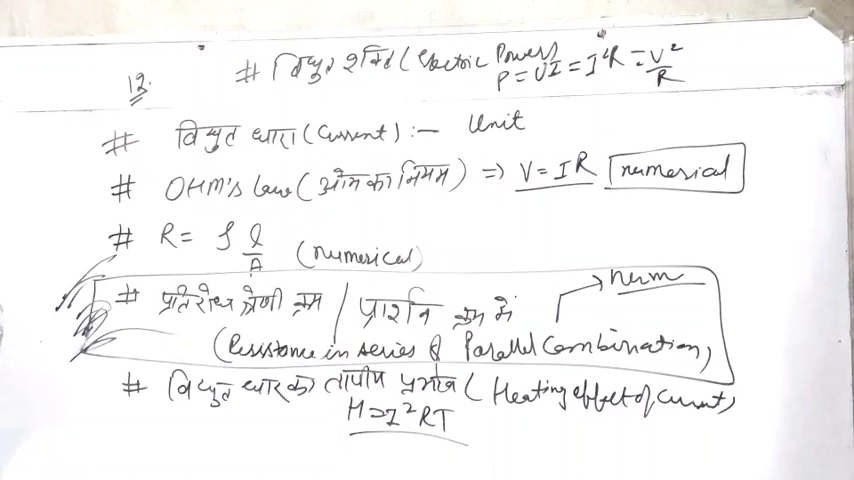 # विद्युत शक्ति (Electric Power)
P = VI = I²R = V²/R
12.
# विद्युत धारा (Current) :— Unit
# OHM's Law (ओम का नियम) => V = IR numerical
# R = ρ l/A (numerical)
# प्रतिरोध श्रेणी क्रम / क्रम में → Nerm
(Resistance in series & Parallel Combination)
# विद्युत धार का तापीय प्रभाव (Heating effect of current)
H = I²RT